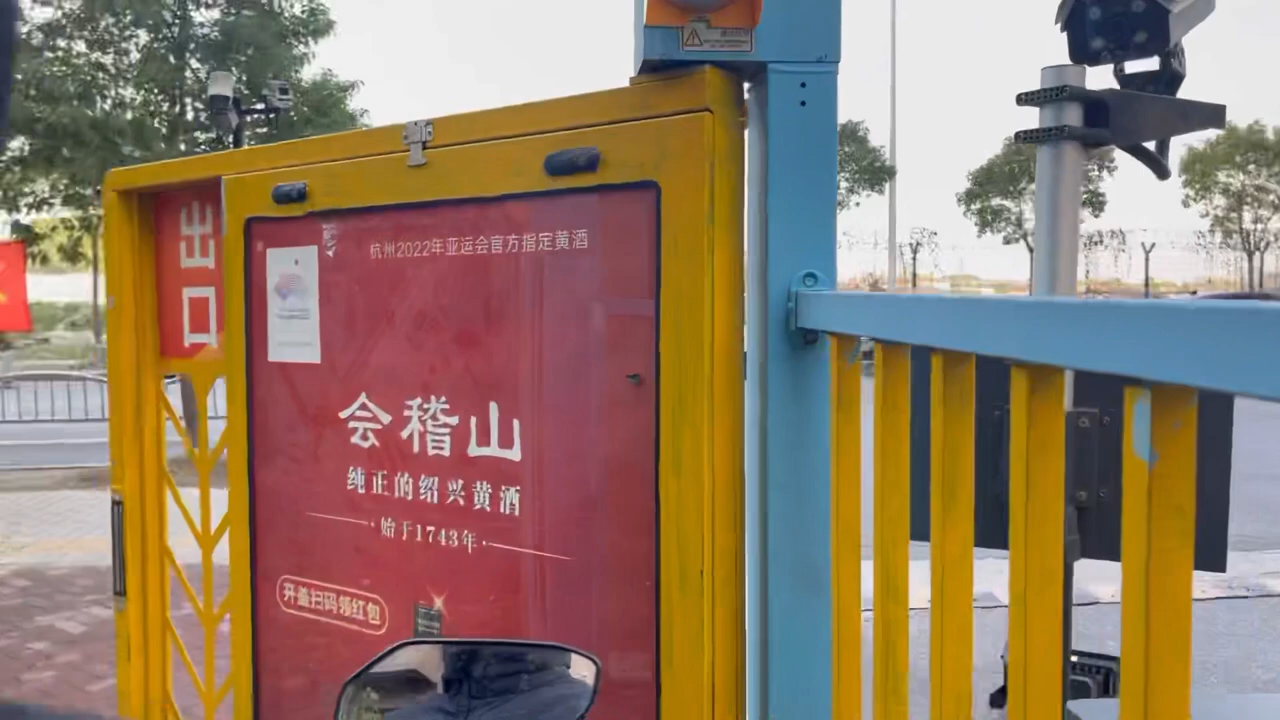 出口
杭州2022年亚运会官方指定黄酒
会稽山
纯正的绍兴黄酒
始于1743年
开盖扫码领红包